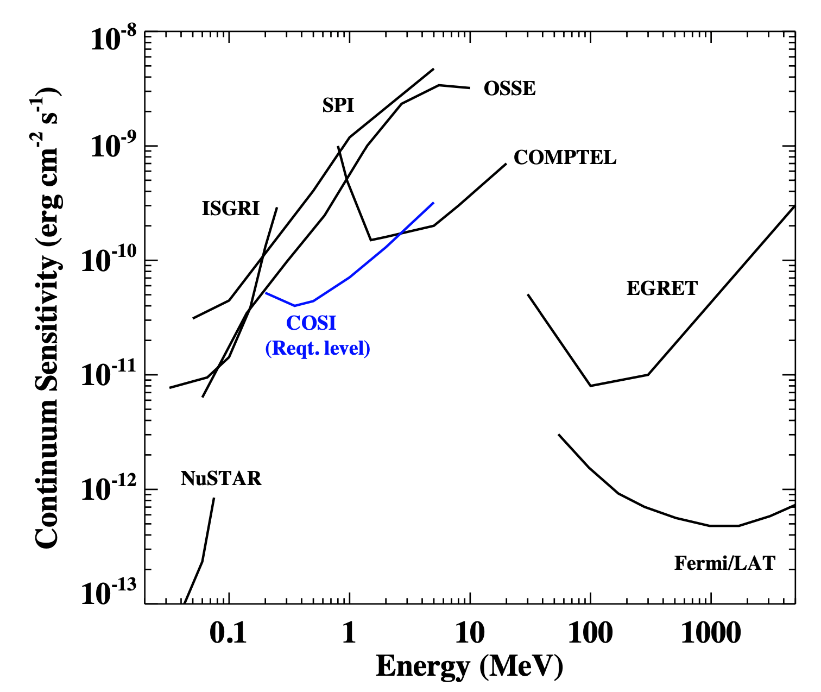 10⁻⁸
10⁻⁹
10⁻¹⁰
10⁻¹¹
10⁻¹²
10⁻¹³
Continuum Sensitivity (erg cm⁻² s⁻¹)
SPI
OSSE
COMPTEL
ISGRI
EGRET
COSI
(Reqt. level)
NuSTAR
Fermi/LAT
0.1 1 10 100 1000
Energy (MeV)